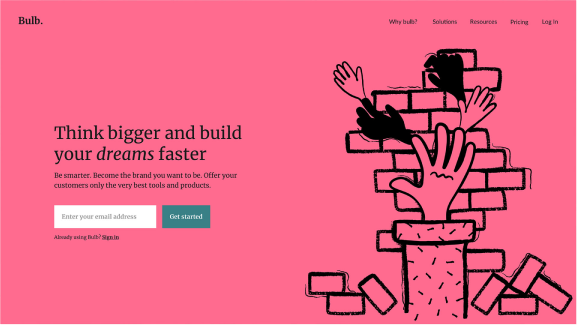 Bulb.
Why bulb?
Solutions
Resources
Pricing
Log In
Think bigger and build
your dreams faster
Be smarter. Become the brand you want to be. Offer your
customers only the very best tools and products.
Enter your email address
Get started
Already using Bulb? Sign in